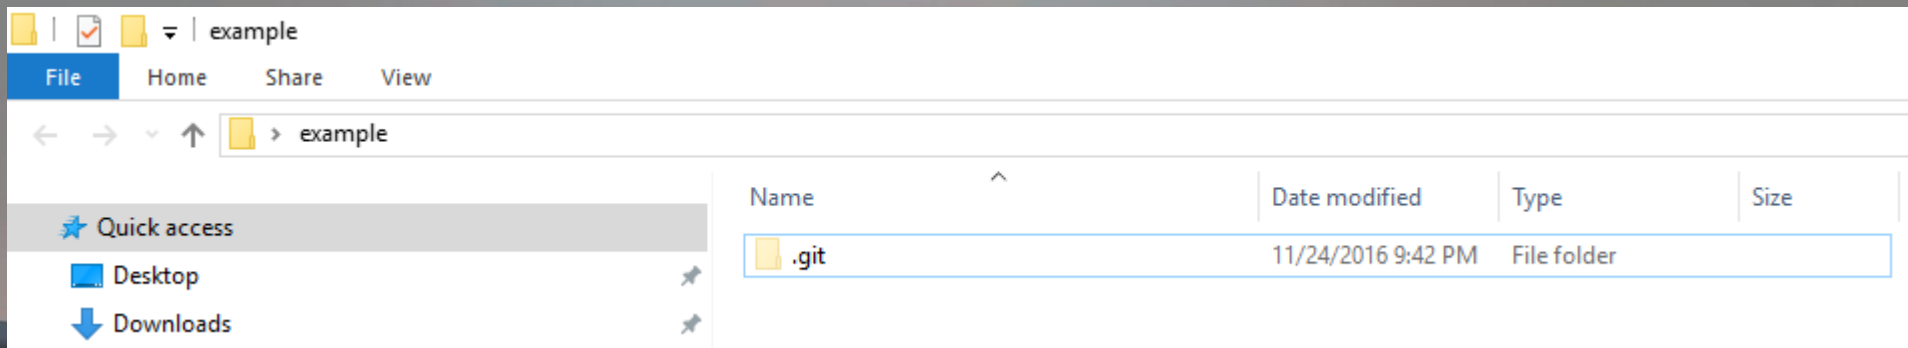 example
File Home Share View
example
Name Date modified Type Size
Quick access
.git 11/24/2016 9:42 PM File folder
Desktop
Downloads